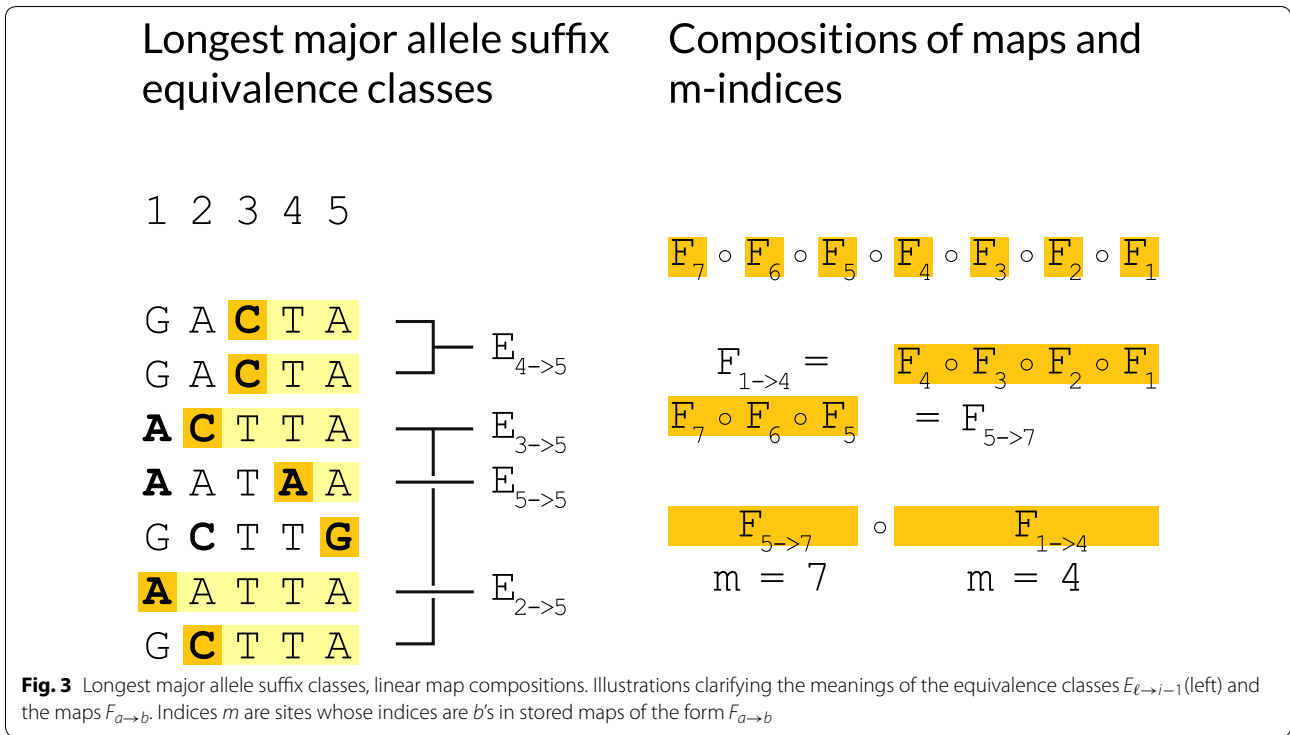 Longest major allele suffix
equivalence classes
1 2 3 4 5
G A C T A
G A C T A
E4->5
A C T T A
E3->5
A A T A A
E5->5
G C T T G
A A T T A
E2->5
G C T T A
Compositions of maps and
m-indices
F7 ∘ F6 ∘ F5 ∘ F4 ∘ F3 ∘ F2 ∘ F1
F1->4 = F4 ∘ F3 ∘ F2 ∘ F1
F7 ∘ F6 ∘ F5 = F5->7
F5->7 ∘ F1->4
m = 7 m = 4
Fig. 3 Longest major allele suffix classes, linear map compositions. Illustrations clarifying the meanings of the equivalence classes Eℓ→i−1(left) and
the maps Fa→b. Indices m are sites whose indices are b's in stored maps of the form Fa→b